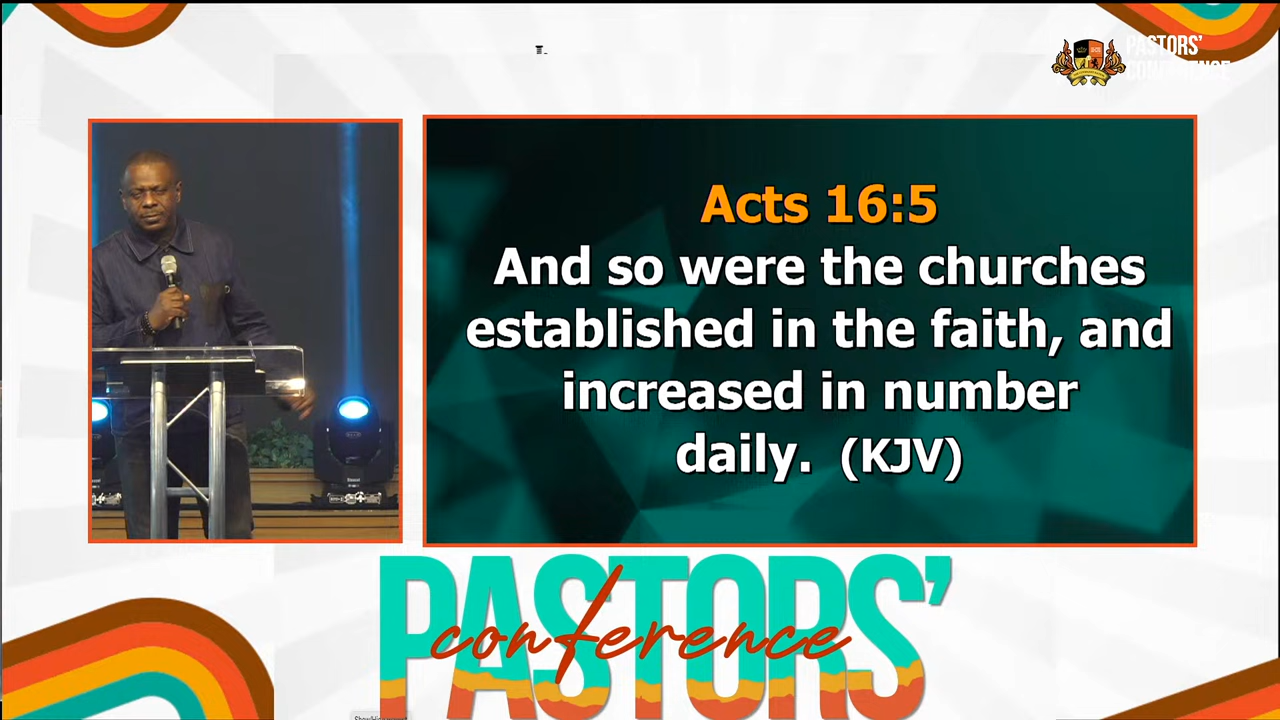 PASTORS'
CONFERENCE
Acts 16:5
And so were the churches
established in the faith, and
increased in number
daily. (KJV)
PASTORS'
conference